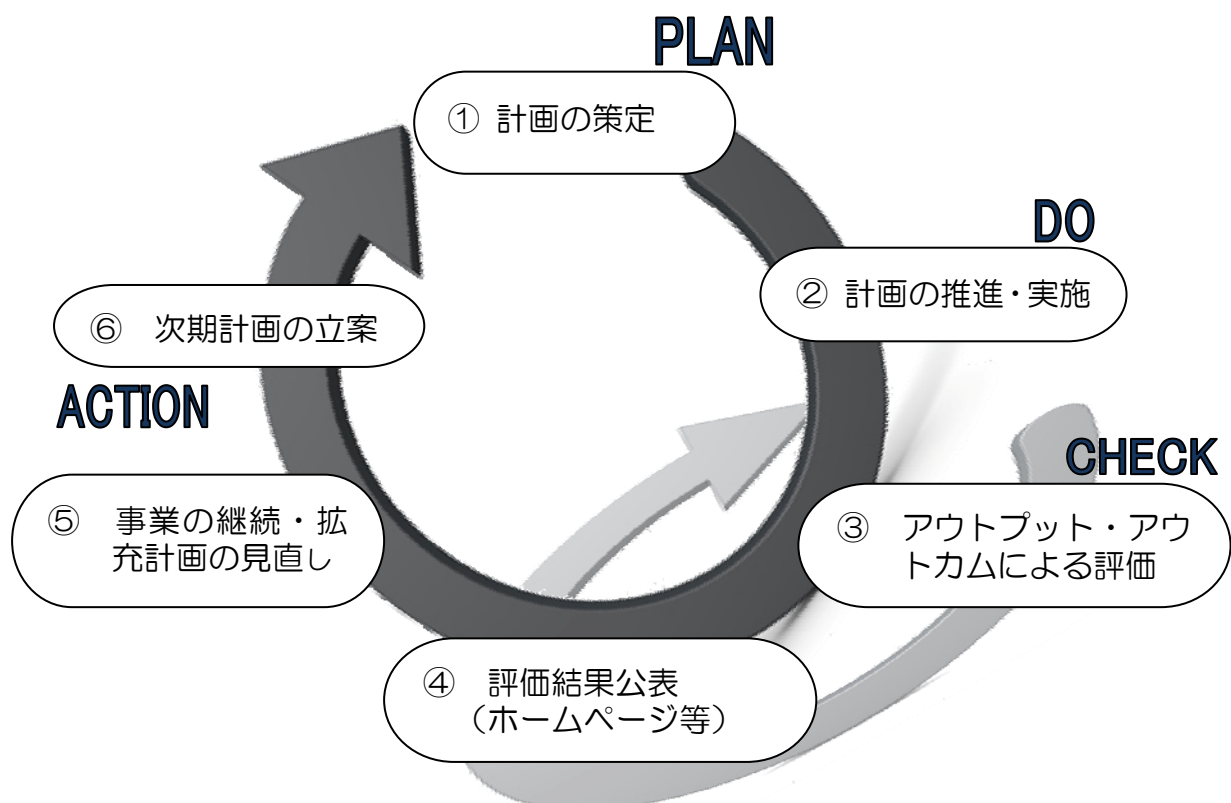 PLAN
① 計画の策定
DO
② 計画の推進・実施
CHECK
③ アウトプット・アウ
トカムによる評価
④ 評価結果公表
（ホームページ等）
ACTION
⑤ 事業の継続・拡
充計画の見直し
⑥ 次期計画の立案